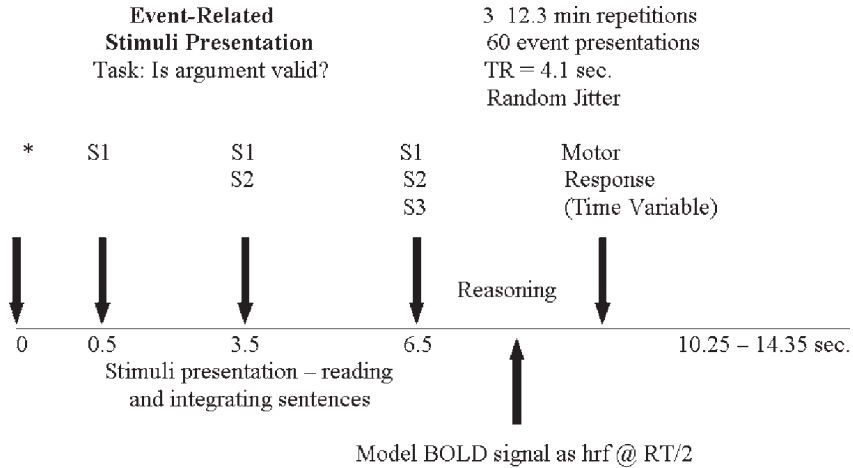 Event-Related
Stimuli Presentation
Task: Is argument valid?
3 12.3 min repetitions
60 event presentations
TR = 4.1 sec.
Random Jitter
* S1 S1 S1 Motor
S2 S2 Response
S3 (Time Variable)
Reasoning
0 0.5 3.5 6.5 10.25 – 14.35 sec.
Stimuli presentation – reading
and integrating sentences
Model BOLD signal as hrf @ RT/2